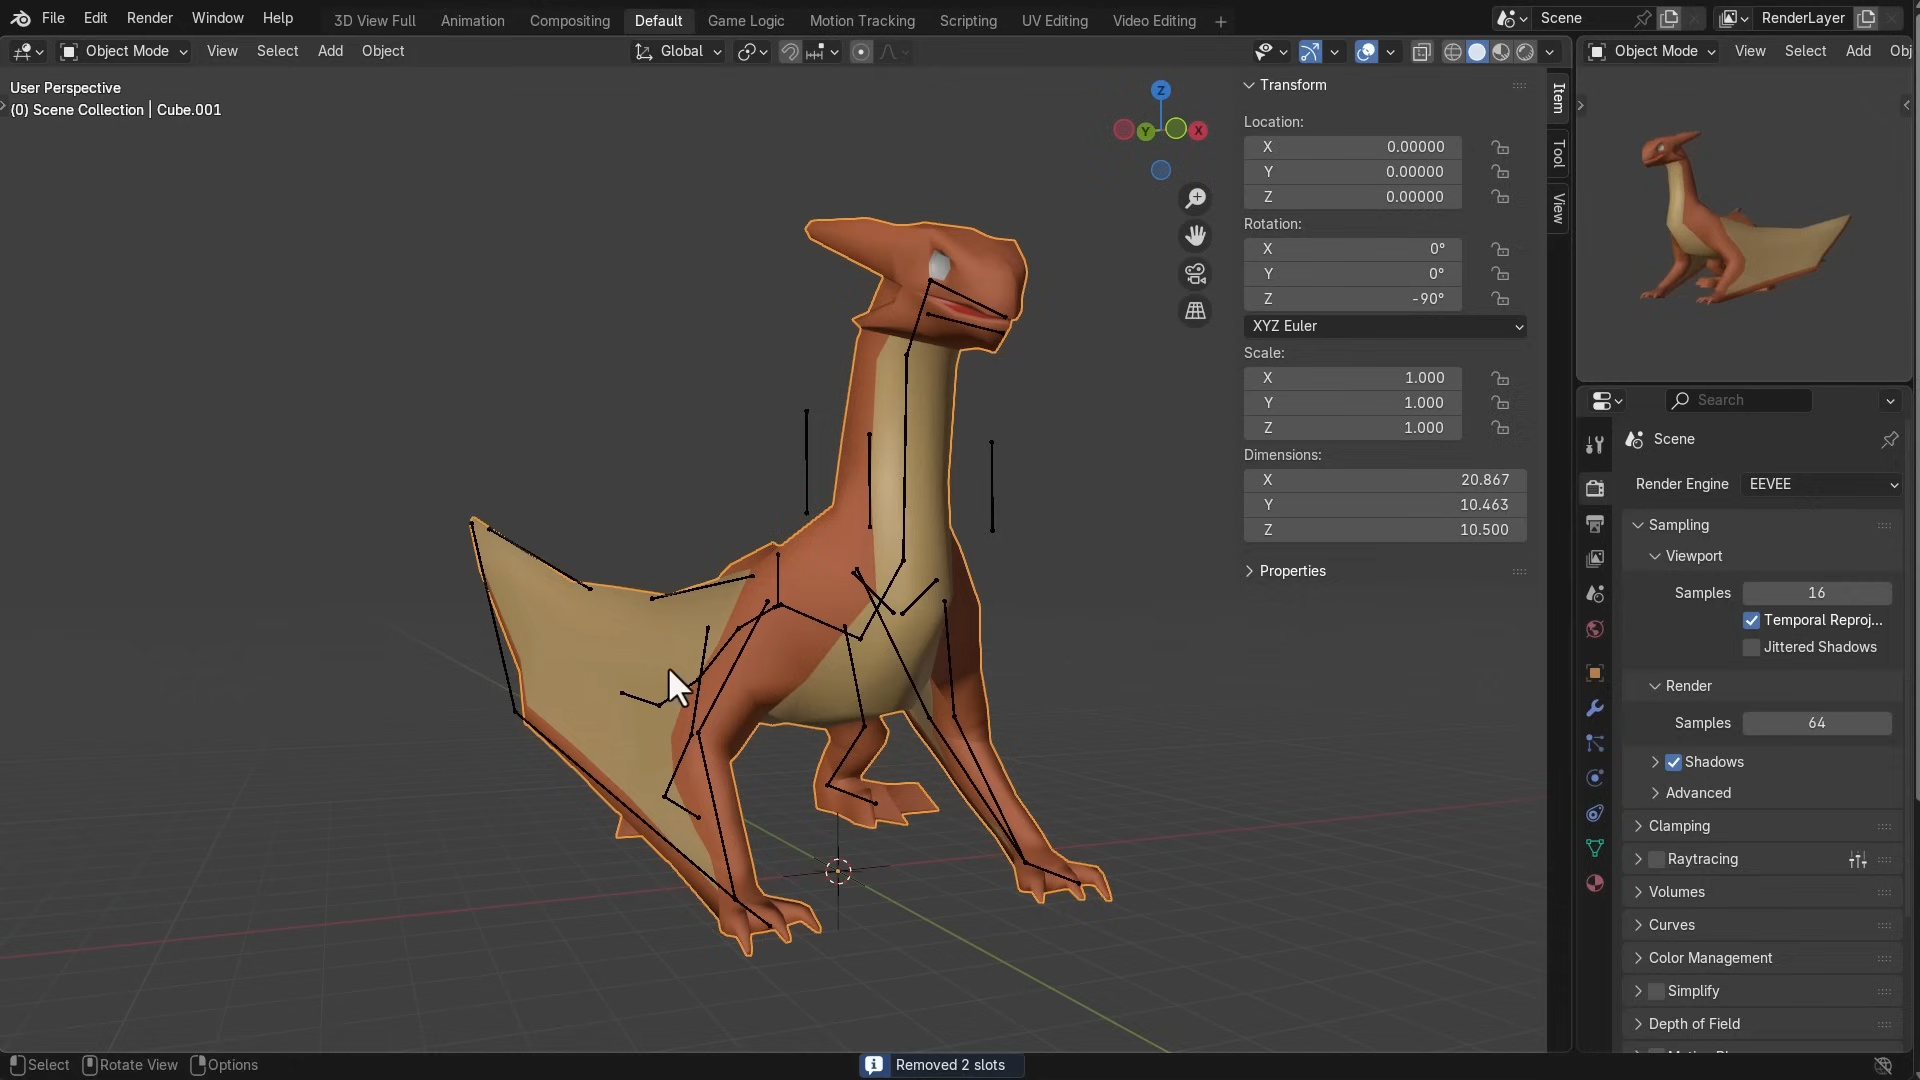 File Edit Render Window Help 3D View Full Animation Compositing Default Game Logic Motion Tracking Scripting UV Editing Video Editing + Scene RenderLayer
Object Mode View Select Add Object Global Object Mode View Select Add Obj
User Perspective
(0) Scene Collection | Cube.001
Z
Y
X
Transform
Location:
X 0.00000
Y 0.00000
Z 0.00000
Rotation:
X 0°
Y 0°
Z -90°
XYZ Euler
Scale:
X 1.000
Y 1.000
Z 1.000
Dimensions:
X 20.867
Y 10.463
Z 10.500
Properties
Item
Tool
View
Search
Scene
Render Engine EEVEE
Sampling
Viewport
Samples 16
Temporal Reproj...
Jittered Shadows
Render
Samples 64
Shadows
Advanced
Clamping
Raytracing
Volumes
Curves
Color Management
Simplify
Depth of Field
Select Rotate View Options Removed 2 slots